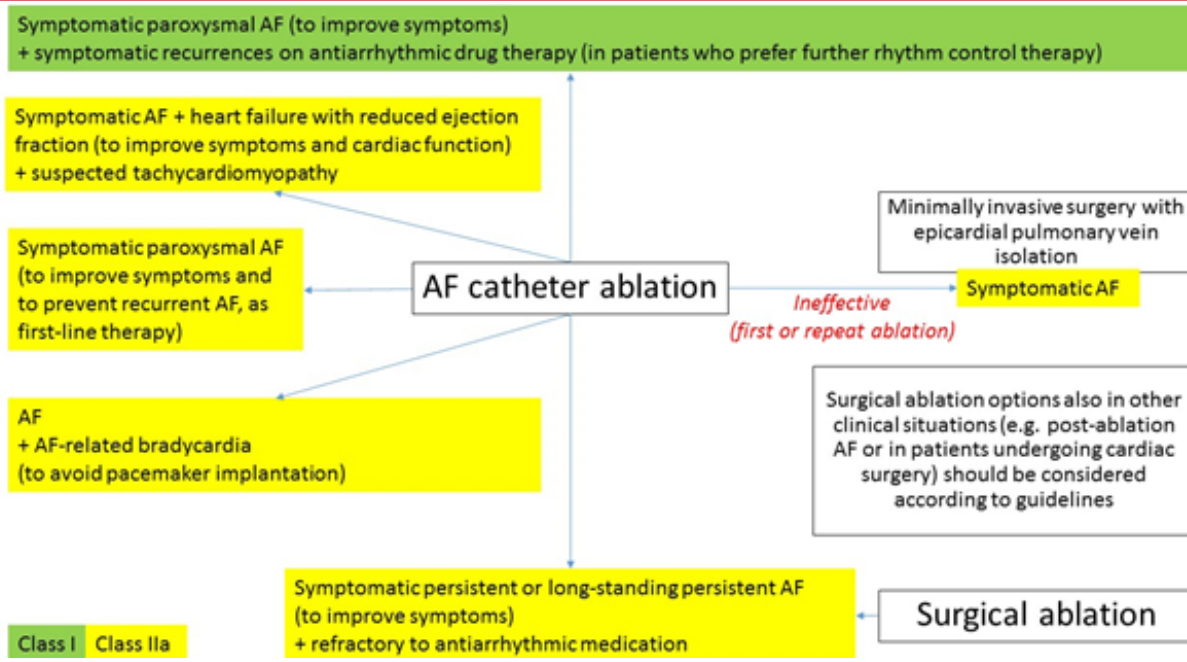 Symptomatic paroxysmal AF (to improve symptoms)
+ symptomatic recurrences on antiarrhythmic drug therapy (in patients who prefer further rhythm control therapy)
Symptomatic AF + heart failure with reduced ejection
fraction (to improve symptoms and cardiac function)
+ suspected tachycardiomyopathy
Minimally invasive surgery with
epicardial pulmonary vein
isolation
Symptomatic AF
Symptomatic paroxysmal AF
(to improve symptoms and
to prevent recurrent AF, as
first-line therapy)
AF catheter ablation
Ineffective
(first or repeat ablation)
AF
+ AF-related bradycardia
(to avoid pacemaker implantation)
Surgical ablation options also in other
clinical situations (e.g. post-ablation
AF or in patients undergoing cardiac
surgery) should be considered
according to guidelines
Symptomatic persistent or long-standing persistent AF
(to improve symptoms)
+ refractory to antiarrhythmic medication
Surgical ablation
Class I Class IIa